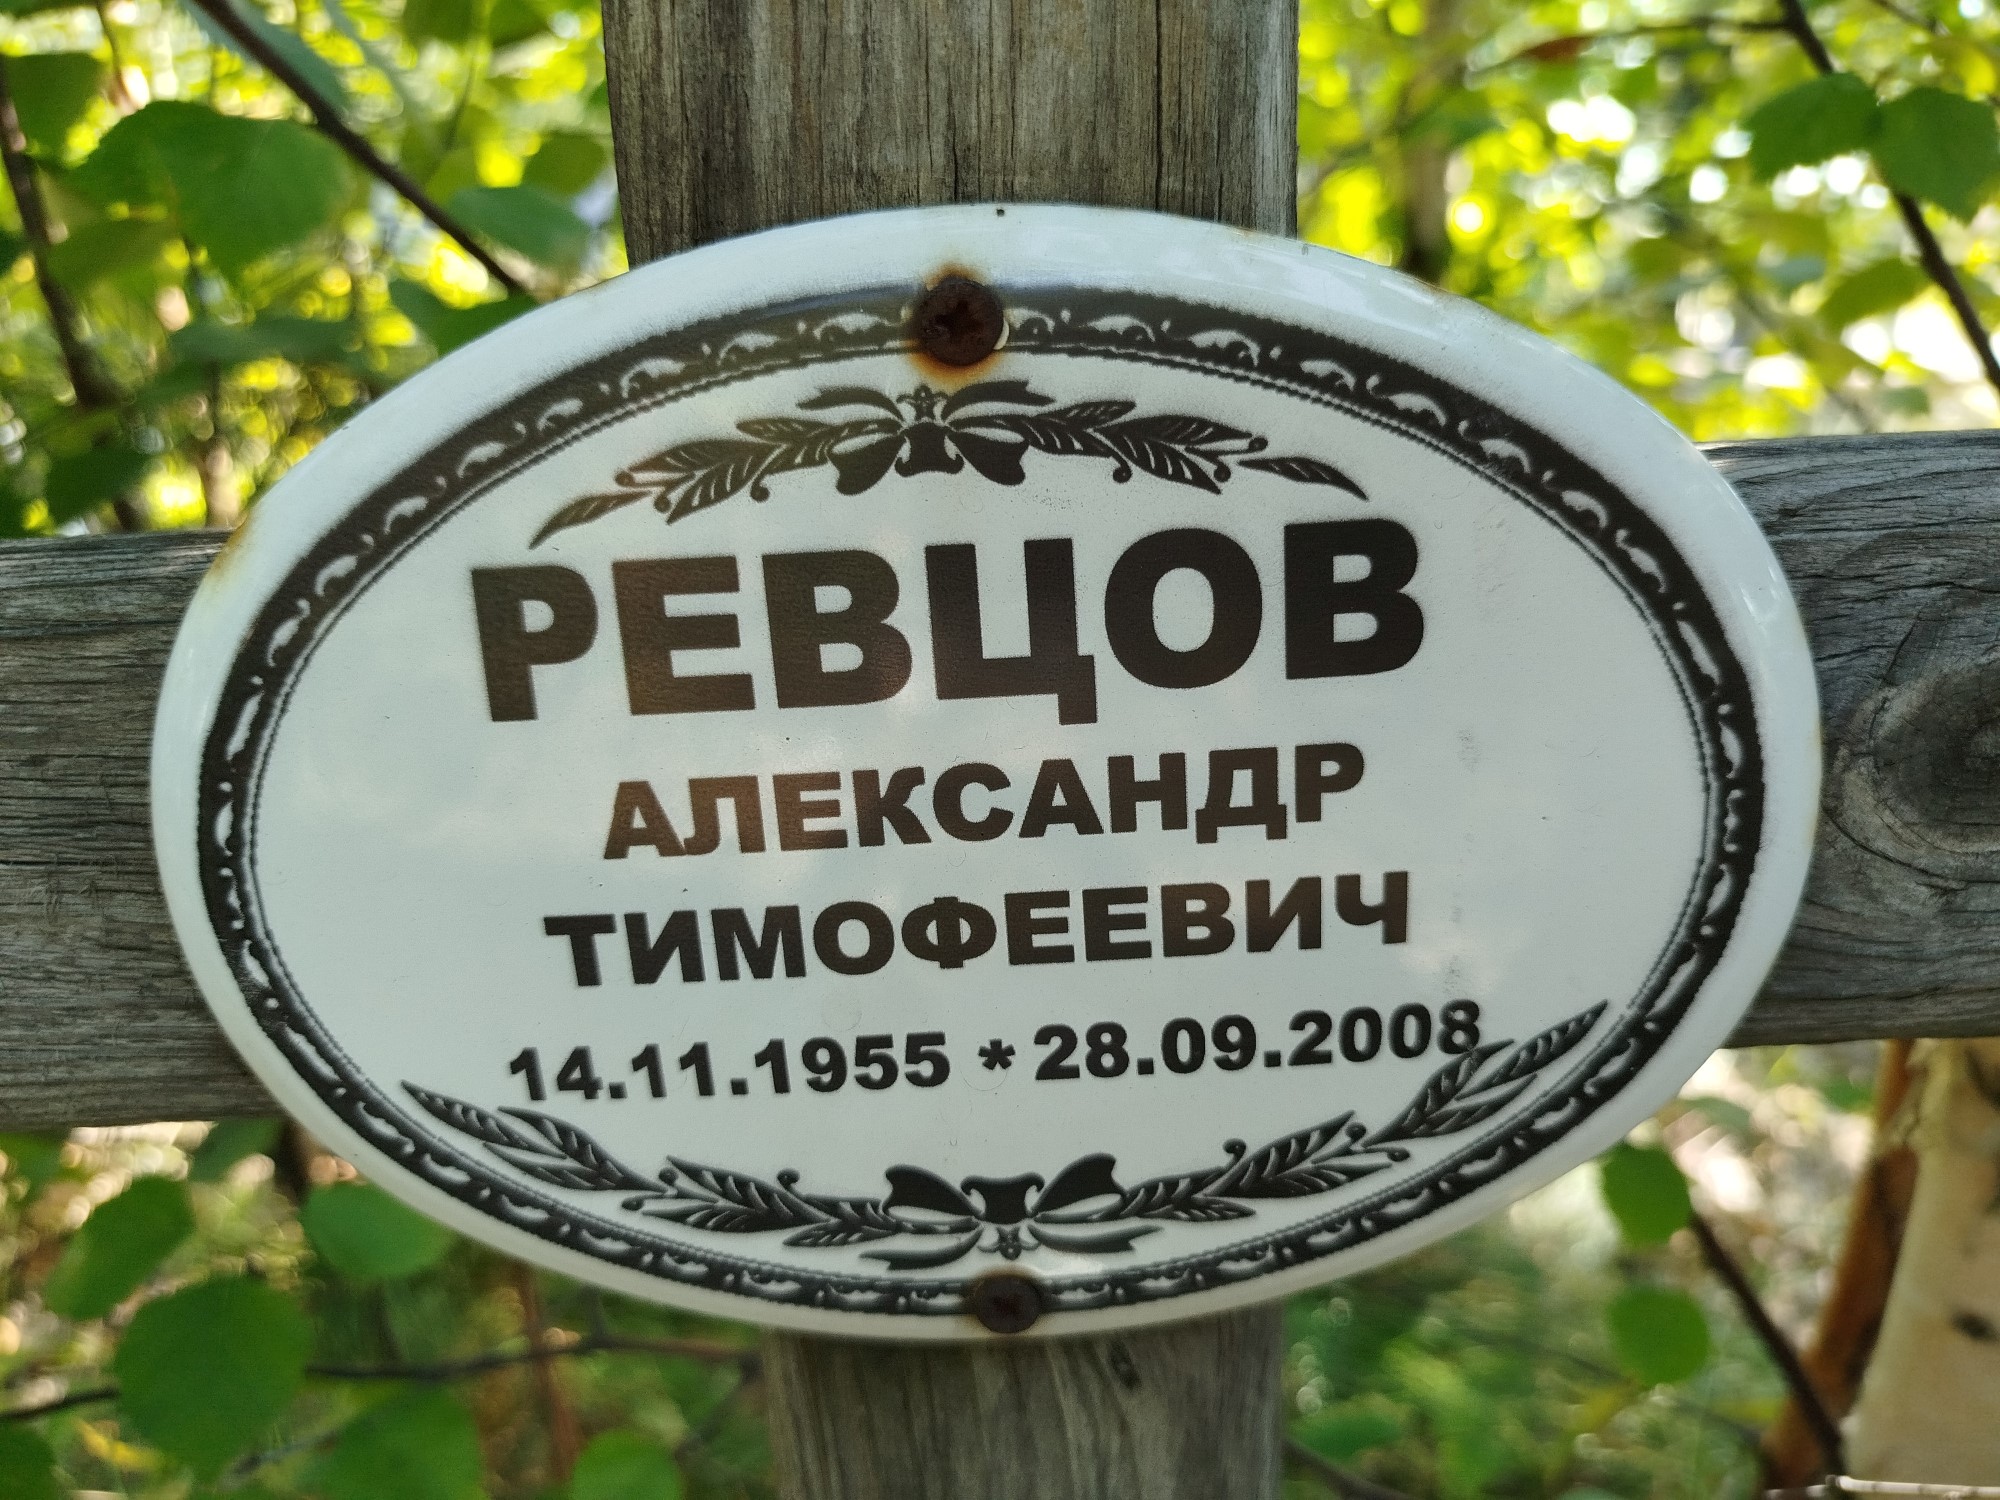 РЕВЦОВ
АЛЕКСАНДР
ТИМОФЕЕВИЧ
14.11.1955 * 28.09.2008